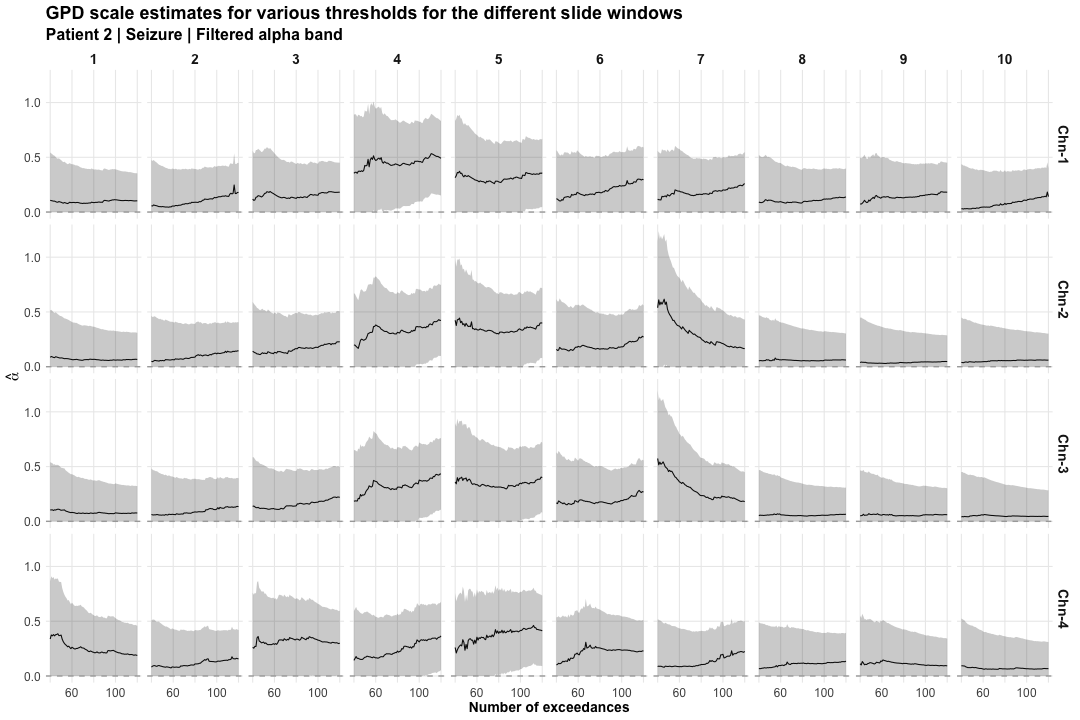 GPD scale estimates for various thresholds for the different slide windows
Patient 2 | Seizure | Filtered alpha band
1 2 3 4 5 6 7 8 9 10
1.0
0.5
0.0
Chn-1
1.0
0.5
0.0
Chn-2
α̂
1.0
0.5
0.0
Chn-3
1.0
0.5
0.0
Chn-4
60 100 60 100 60 100 60 100 60 100 60 100 60 100 60 100 60 100 60 100
Number of exceedances